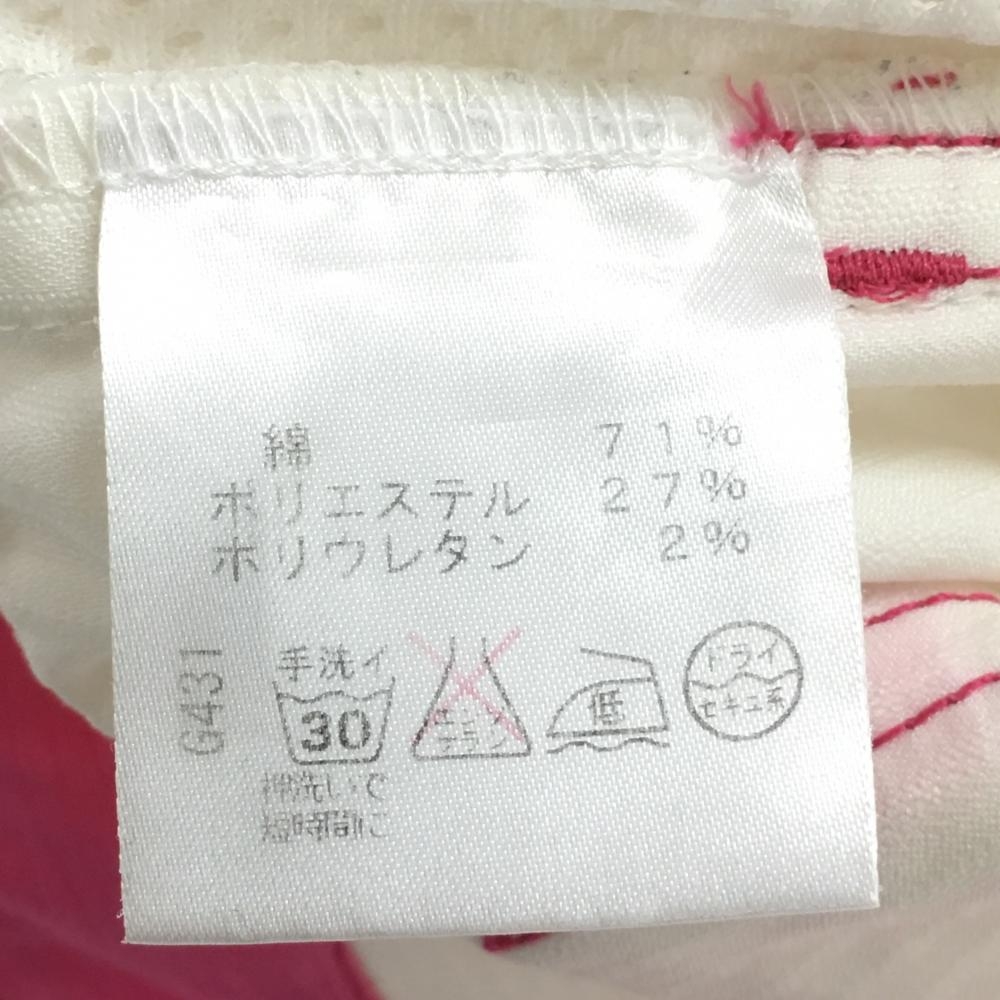 綿 71%
ポリエステル 27%
ポリウレタン 2%
G431
手洗イ
30
エンソ
サラシ
低
ドライ
セキユ系
押洗いで
短時間に